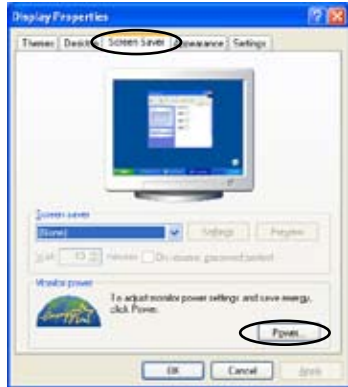 Display Properties
Themes Desktop Screen Saver Appearance Settings
Screen saver
(None) Settings Preview
Wait: minutes On resume, password protect
Monitor power
To adjust monitor power settings and save energy,
click Power.
Power...
OK Cancel Apply